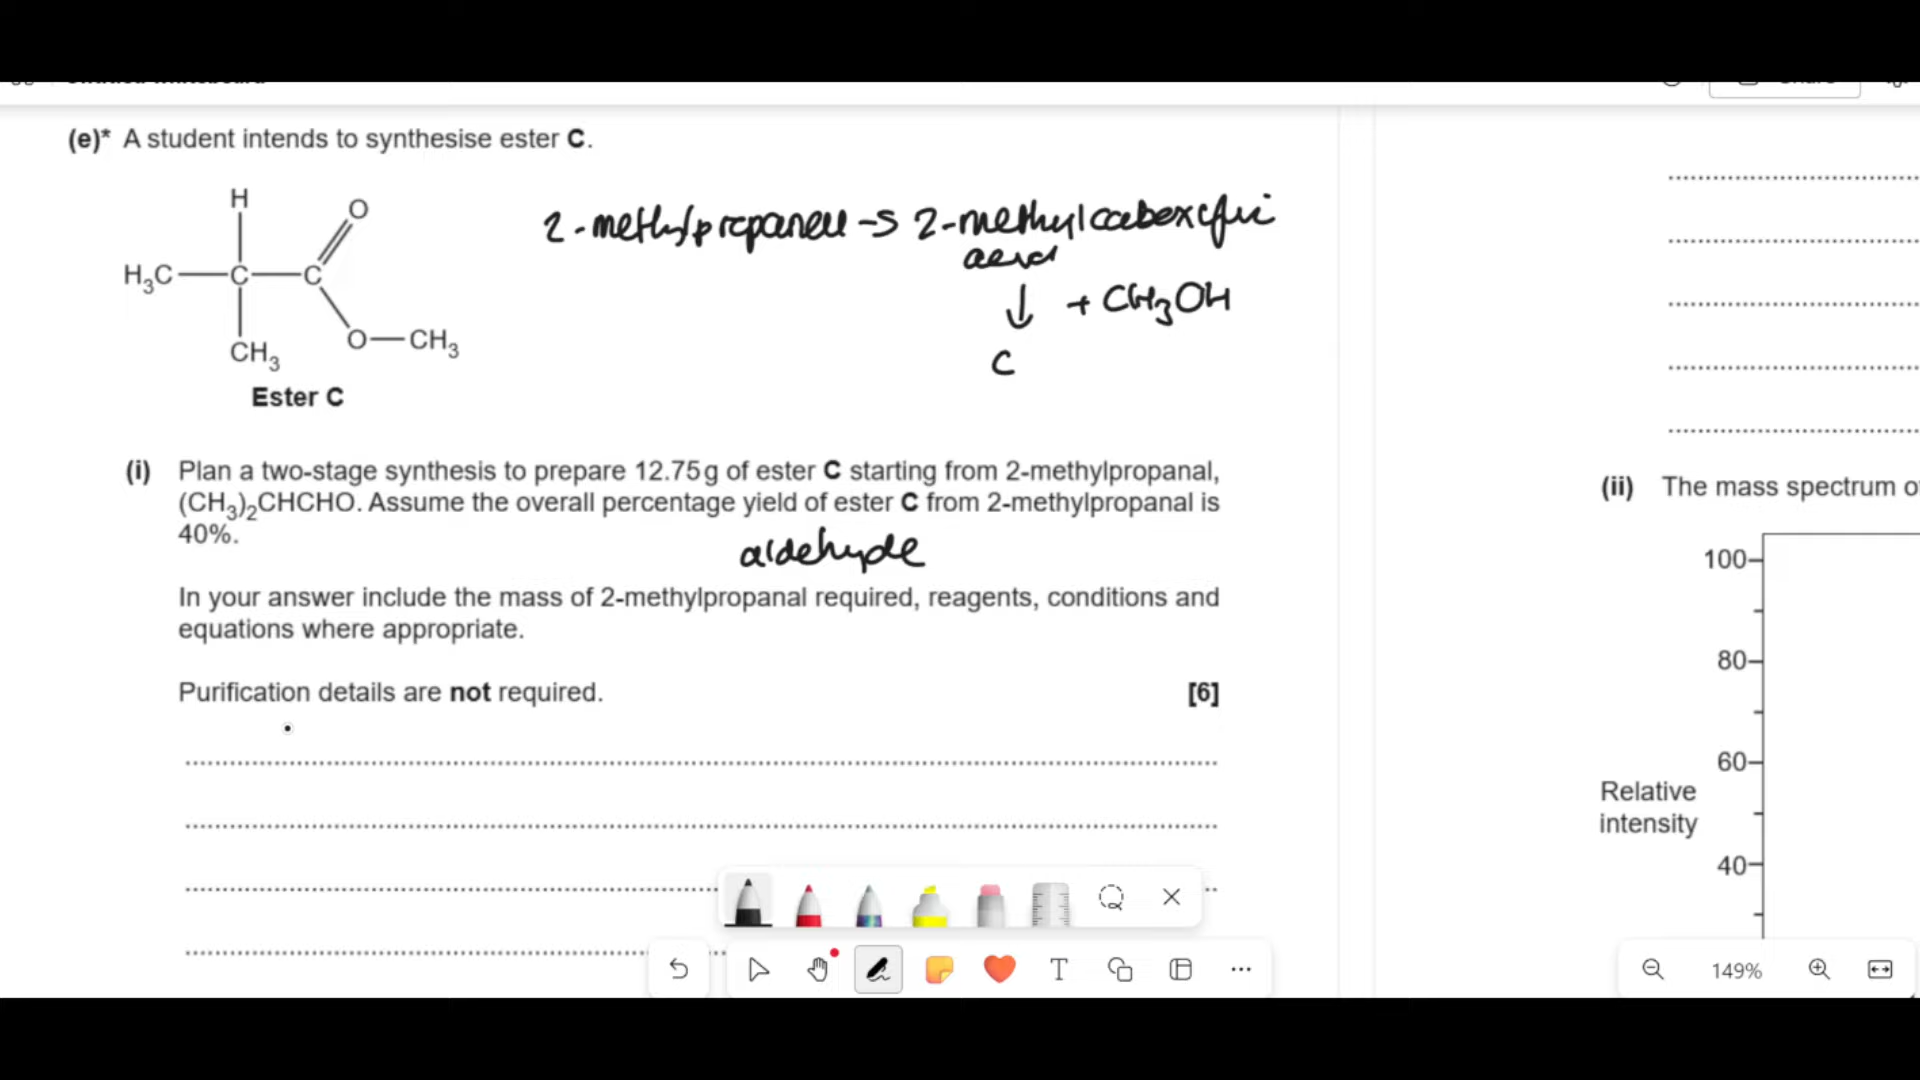 (e)* A student intends to synthesise ester C.
H
O
H3C C C
O CH3
CH3
Ester C
2-methylpropanal → 2-methyl
acid
↓ + CH3OH
C
(i) Plan a two-stage synthesis to prepare 12.75 g of ester C starting from 2-methylpropanal,
(CH3)2CHCHO. Assume the overall percentage yield of ester C from 2-methylpropanal is
40%.
aldehyde
In your answer include the mass of 2-methylpropanal required, reagents, conditions and
equations where appropriate.
Purification details are not required. [6]
(ii) The mass spectrum o
100
80
60
Relative
intensity
40
149%